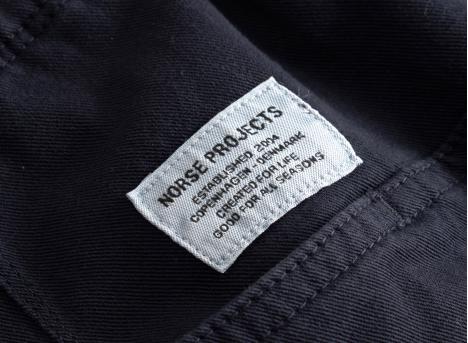 NORSE PROJECTS
ESTABLISHED 2004
COPENHAGEN / DENMARK
CREATED FOR LIFE
GOOD FOR ALL SEASONS